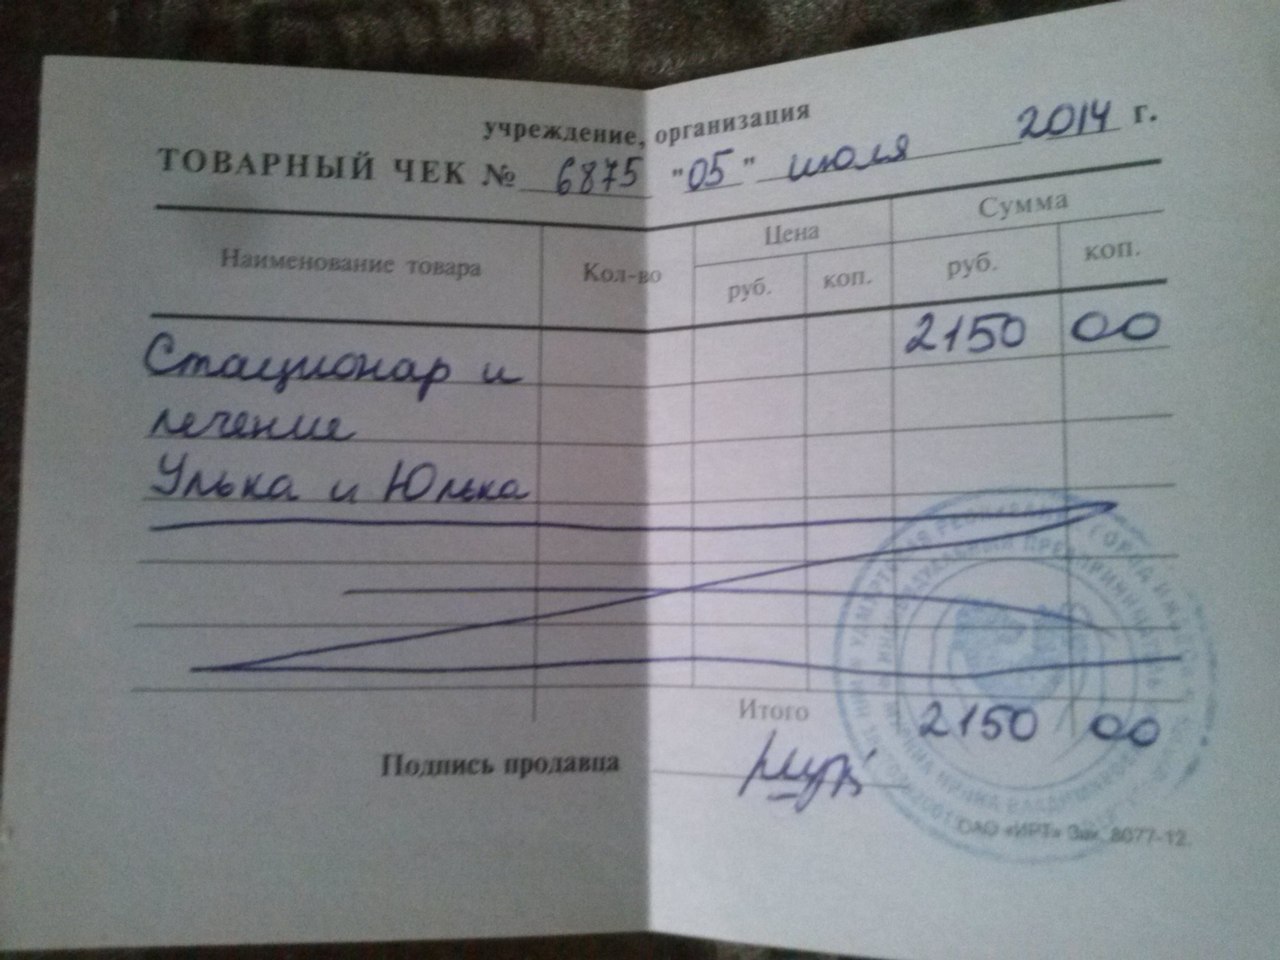 учреждение, организация
ТОВАРНЫЙ ЧЕК № 6875 "05" июля 2014 г.
Наименование товара Кол-во Цена Сумма
руб. коп. руб. коп.
Стационар и 2150 00
лечение
Улька и Юлька
Итого 2150 00
Подпись продавца
ОАО «ИРТ» Зак. 8077-12